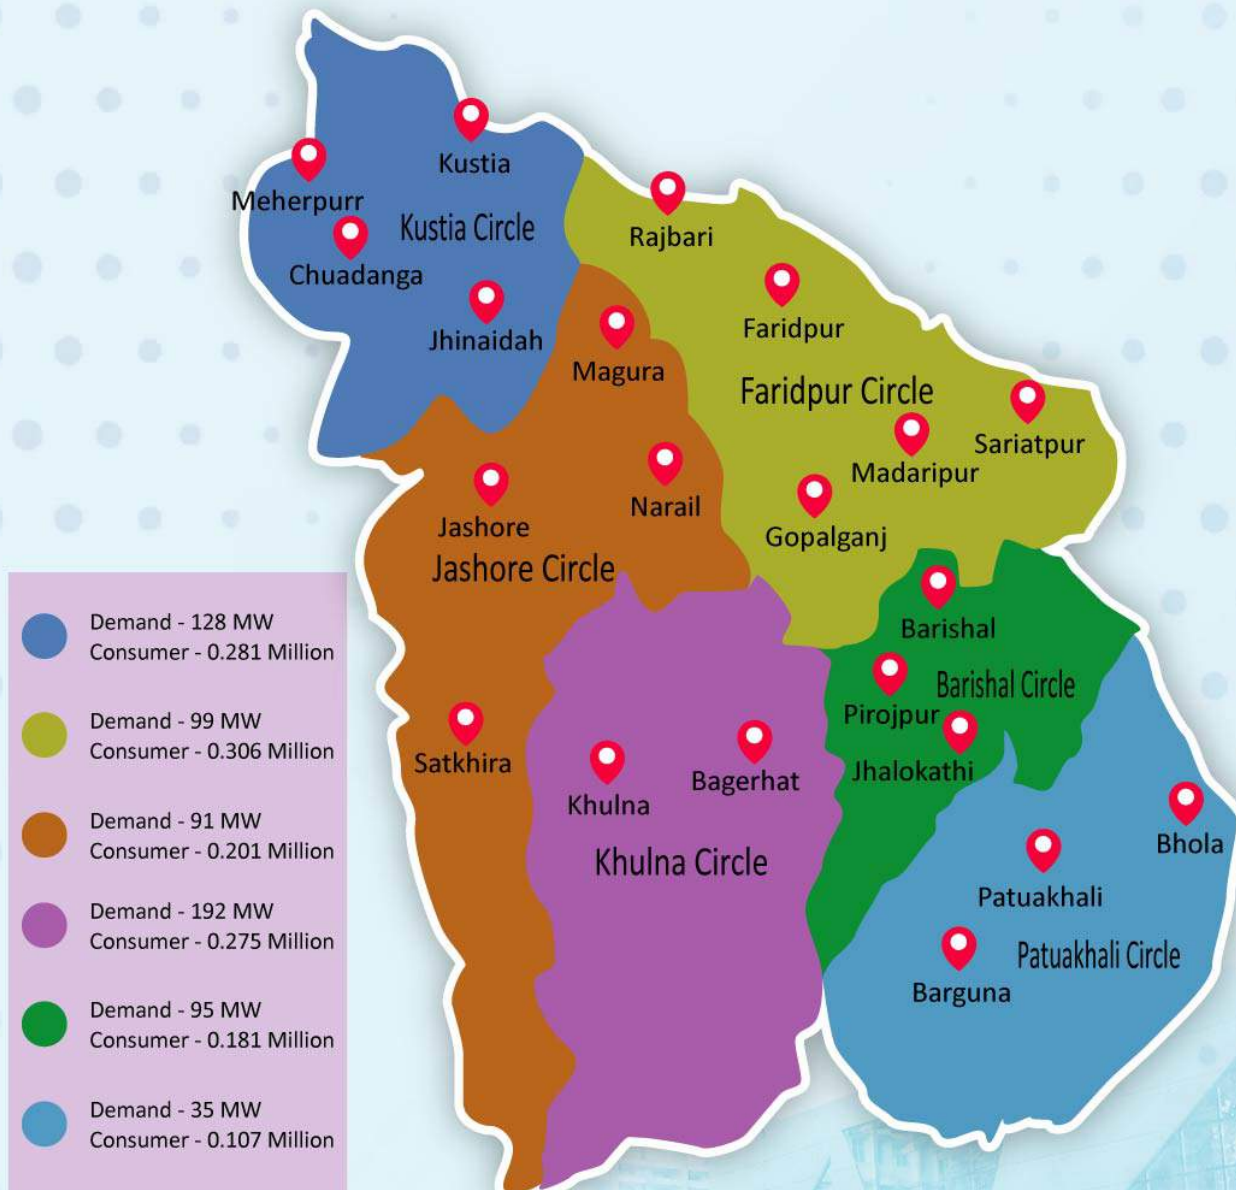 Kustia
Meherpurr
Kustia Circle
Chuadanga
Jhinaidah
Rajbari
Faridpur
Magura
Faridpur Circle
Sariatpur
Madaripur
Narail
Gopalganj
Jashore
Jashore Circle
Barishal
Barishal Circle
Pirojpur
Jhalokathi
Satkhira
Khulna
Bagerhat
Khulna Circle
Bhola
Patuakhali
Patuakhali Circle
Barguna
Demand - 128 MW
Consumer - 0.281 Million
Demand - 99 MW
Consumer - 0.306 Million
Demand - 91 MW
Consumer - 0.201 Million
Demand - 192 MW
Consumer - 0.275 Million
Demand - 95 MW
Consumer - 0.181 Million
Demand - 35 MW
Consumer - 0.107 Million